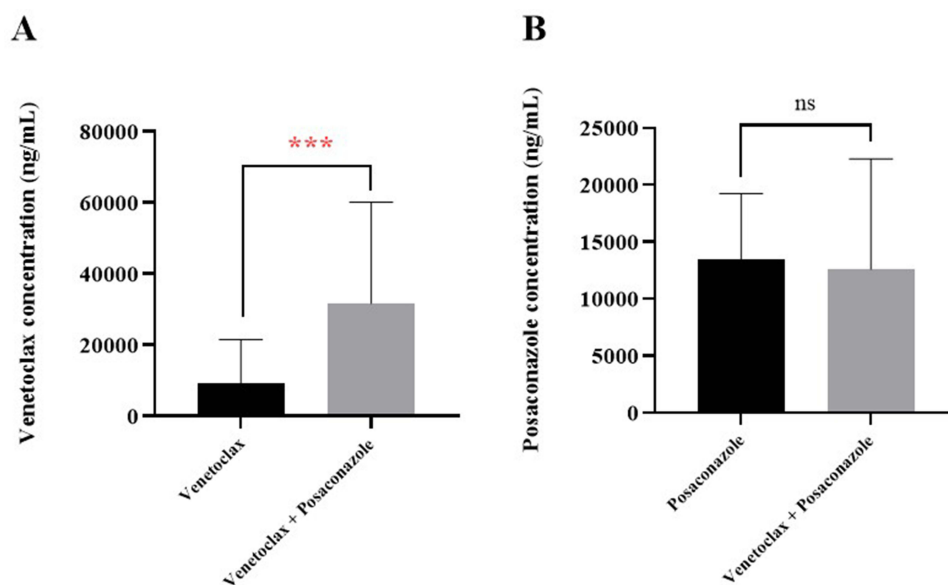 A
Venetoclax concentration (ng/mL)
80000
60000
40000
20000
0
***
Venetoclax
Venetoclax + Posaconazole
B
Posaconazole concentration (ng/mL)
25000
20000
15000
10000
5000
0
ns
Posaconazole
Venetoclax + Posaconazole